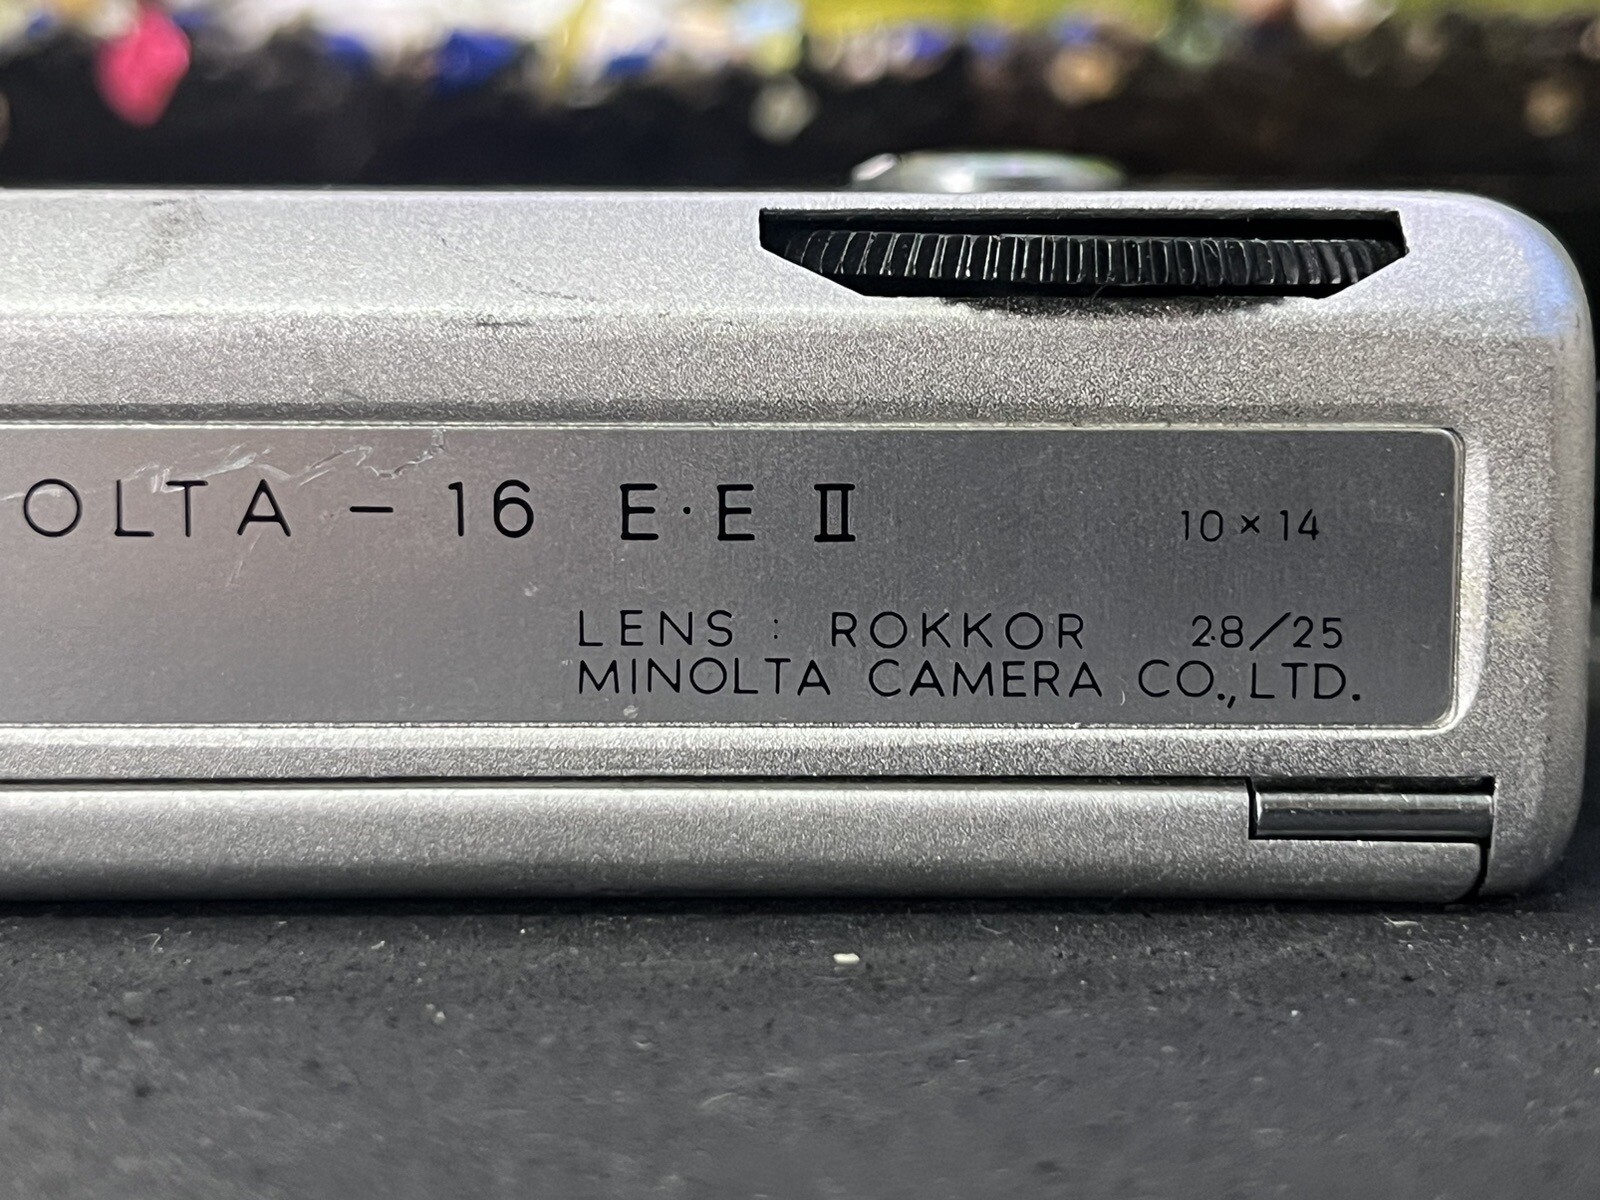 OLTA - 16 E·E II 10 × 14
LENS : ROKKOR 2.8/25
MINOLTA CAMERA CO., LTD.